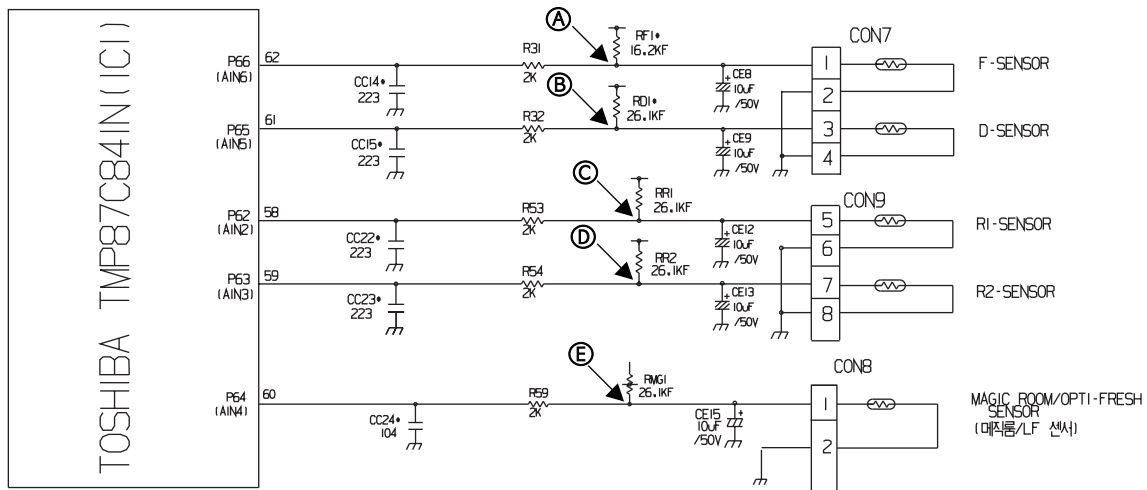 TOSHIBA TMP87C841N(IC1)
A
RF1*
16.2KF
CON7
P66
(AIN6)
62
R31
2K
CC14*
223
CE8
10uF
/50V
1
2
F-SENSOR
B
RD1*
26.1KF
P65
(AIN5)
61
R32
2K
CC15*
223
CE9
10uF
/50V
3
4
D-SENSOR
C
RR1
26.1KF
CON9
P62
(AIN2)
58
R53
2K
CC22*
223
CE12
10uF
/50V
5
6
R1-SENSOR
D
RR2
26.1KF
P63
(AIN3)
59
R54
2K
CC23*
223
CE13
10uF
/50V
7
8
R2-SENSOR
E
RMG1
26.1KF
CON8
P64
(AIN4)
60
R59
2K
CC24*
104
CE15
10uF
/50V
1
2
MAGIC ROOM/OPTI-FRESH
SENSOR
(매직룸/LF 센서)